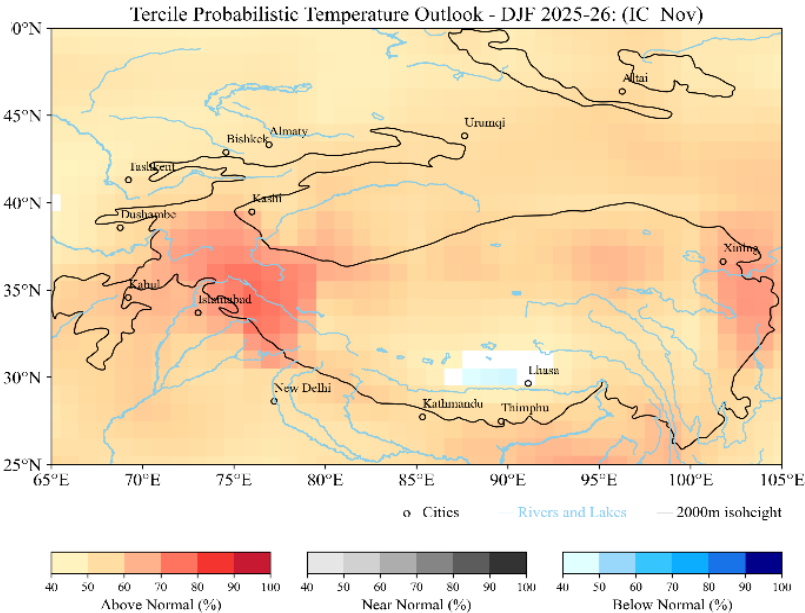 Tercile Probabilistic Temperature Outlook - DJF 2025-26: (IC Nov)
0°N
Altai
45°N
Urumqi
Almaty
Bishkek
Tashkent
40°N
Kashi
Dushambe
Xining
35°N
Kabul
Islamabad
30°N
Lhasa
New Delhi
Kathmandu
Thimphu
25°N
65°E 70°E 75°E 80°E 85°E 90°E 95°E 100°E 105°E
Cities Rivers and Lakes 2000m isoheight
40 50 60 70 80 90 100 40 50 60 70 80 90 100 40 50 60 70 80 90 100
Above Normal (%) Near Normal (%) Below Normal (%)